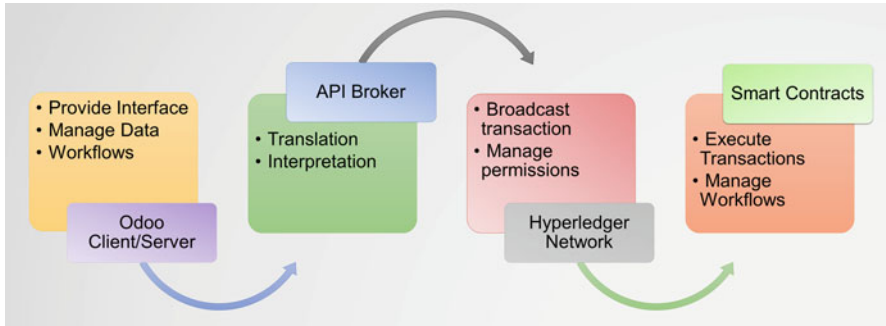 • Provide Interface
• Manage Data
• Workflows
Odoo
Client/Server
API Broker
• Translation
• Interpretation
• Broadcast
transaction
• Manage
permissions
Hyperledger
Network
Smart Contracts
• Execute
Transactions
• Manage
Workflows